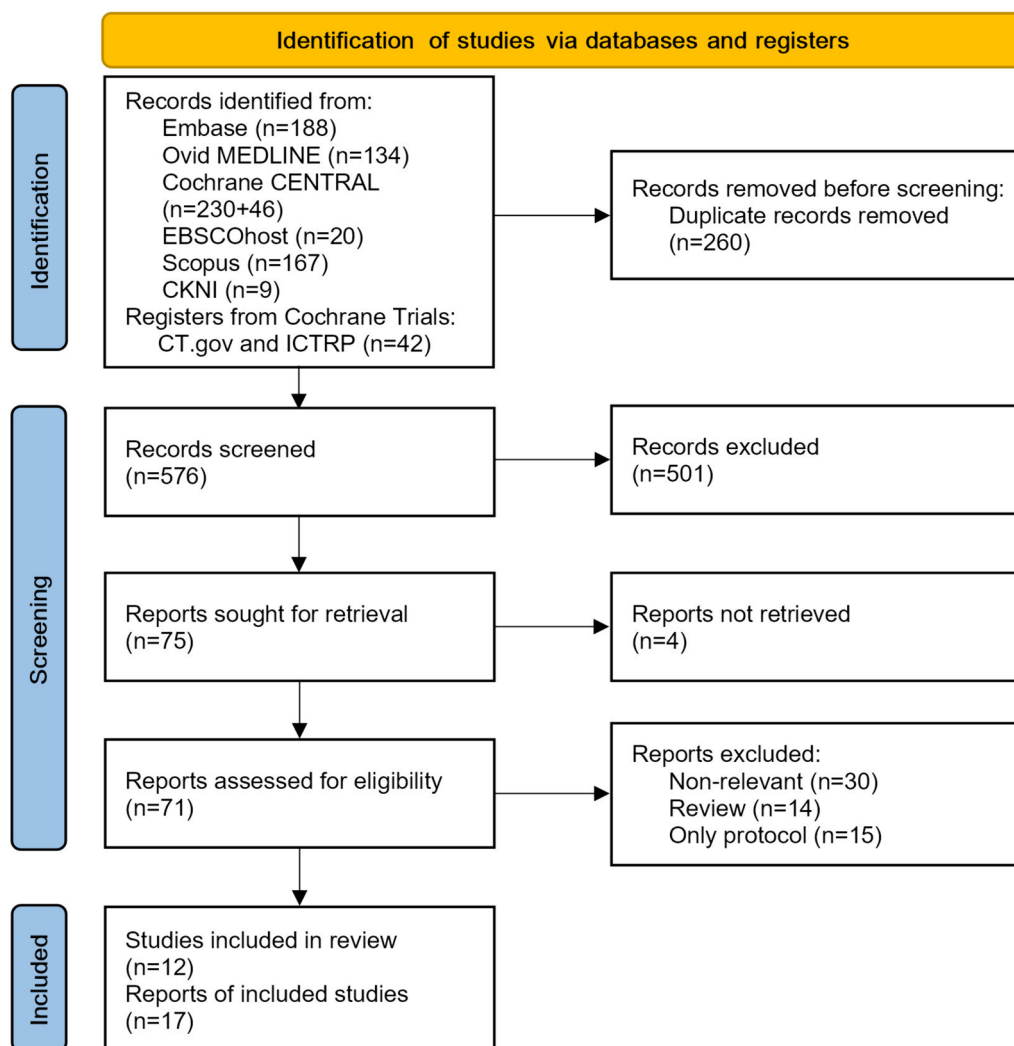 Identification of studies via databases and registers
Identification
Records identified from:
Embase (n=188)
Ovid MEDLINE (n=134)
Cochrane CENTRAL
(n=230+46)
EBSCOhost (n=20)
Scopus (n=167)
CKNI (n=9)
Registers from Cochrane Trials:
CT.gov and ICTRP (n=42)
Records removed before screening:
Duplicate records removed
(n=260)
Screening
Records screened
(n=576)
Records excluded
(n=501)
Reports sought for retrieval
(n=75)
Reports not retrieved
(n=4)
Reports assessed for eligibility
(n=71)
Reports excluded:
Non-relevant (n=30)
Review (n=14)
Only protocol (n=15)
Included
Studies included in review
(n=12)
Reports of included studies
(n=17)